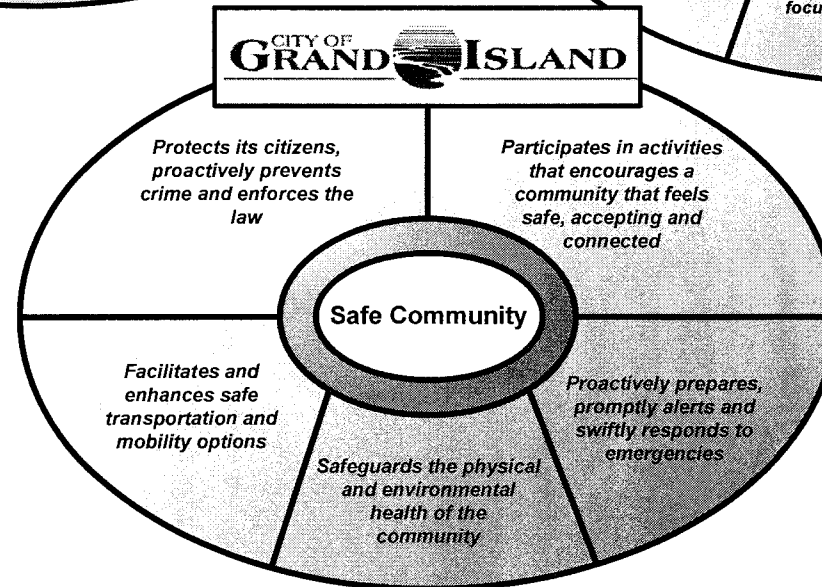 focu
CITY OF
GRAND ISLAND
Protects its citizens,
proactively prevents
crime and enforces the
law
Participates in activities
that encourages a
community that feels
safe, accepting and
connected
Safe Community
Facilitates and
enhances safe
transportation and
mobility options
Safeguards the physical
and environmental
health of the
community
Proactively prepares,
promptly alerts and
swiftly responds to
emergencies